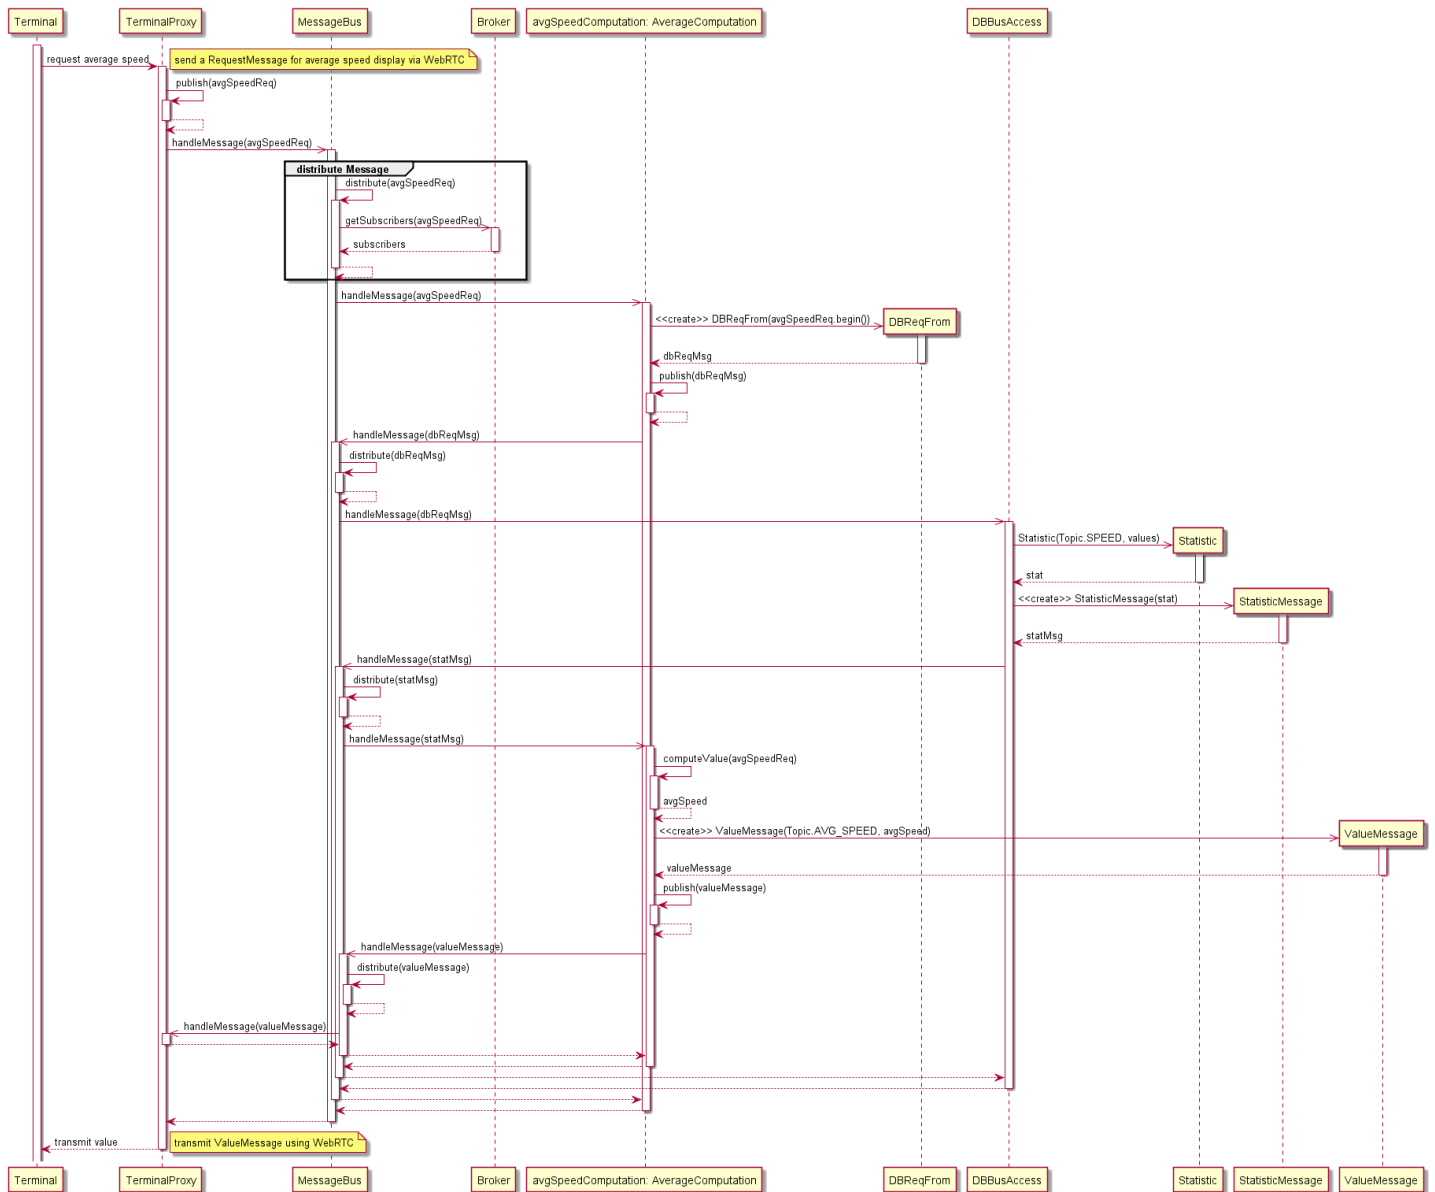 Terminal
TerminalProxy
MessageBus
Broker
avgSpeedComputation: AverageComputation
DBBusAccess
request average speed
send a RequestMessage for average speed display via WebRTC
publish(avgSpeedReq)
handleMessage(avgSpeedReq)
distribute Message
distribute(avgSpeedReq)
getSubscribers(avgSpeedReq)
subscribers
handleMessage(avgSpeedReq)
<<create>> DBReqFrom(avgSpeedReq.begin())
DBReqFrom
dbReqMsg
publish(dbReqMsg)
handleMessage(dbReqMsg)
distribute(dbReqMsg)
handleMessage(dbReqMsg)
Statistic(Topic.SPEED, values)
Statistic
stat
<<create>> StatisticMessage(stat)
StatisticMessage
statMsg
handleMessage(statMsg)
distribute(statMsg)
handleMessage(statMsg)
computeValue(avgSpeedReq)
avgSpeed
<<create>> ValueMessage(Topic.AVG_SPEED, avgSpeed)
ValueMessage
valueMessage
publish(valueMessage)
handleMessage(valueMessage)
distribute(valueMessage)
handleMessage(valueMessage)
transmit value
transmit ValueMessage using WebRTC
Terminal
TerminalProxy
MessageBus
Broker
avgSpeedComputation: AverageComputation
DBReqFrom
DBBusAccess
Statistic
StatisticMessage
ValueMessage